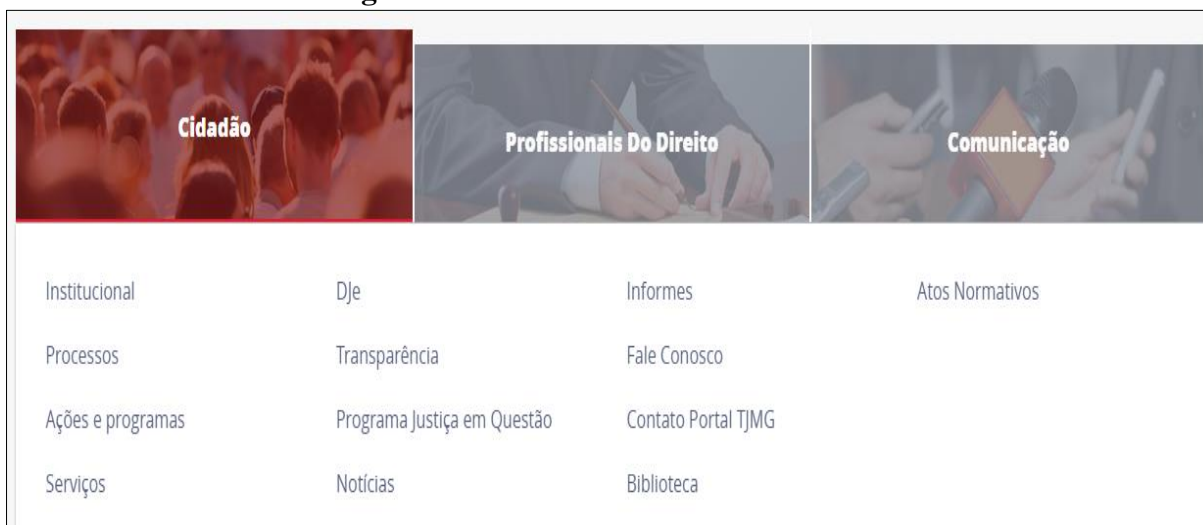 Cidadão
Profissionais Do Direito
Comunicação
Institucional
DJe
Informes
Atos Normativos
Processos
Transparência
Fale Conosco
Ações e programas
Programa Justiça em Questão
Contato Portal TJMG
Serviços
Notícias
Biblioteca